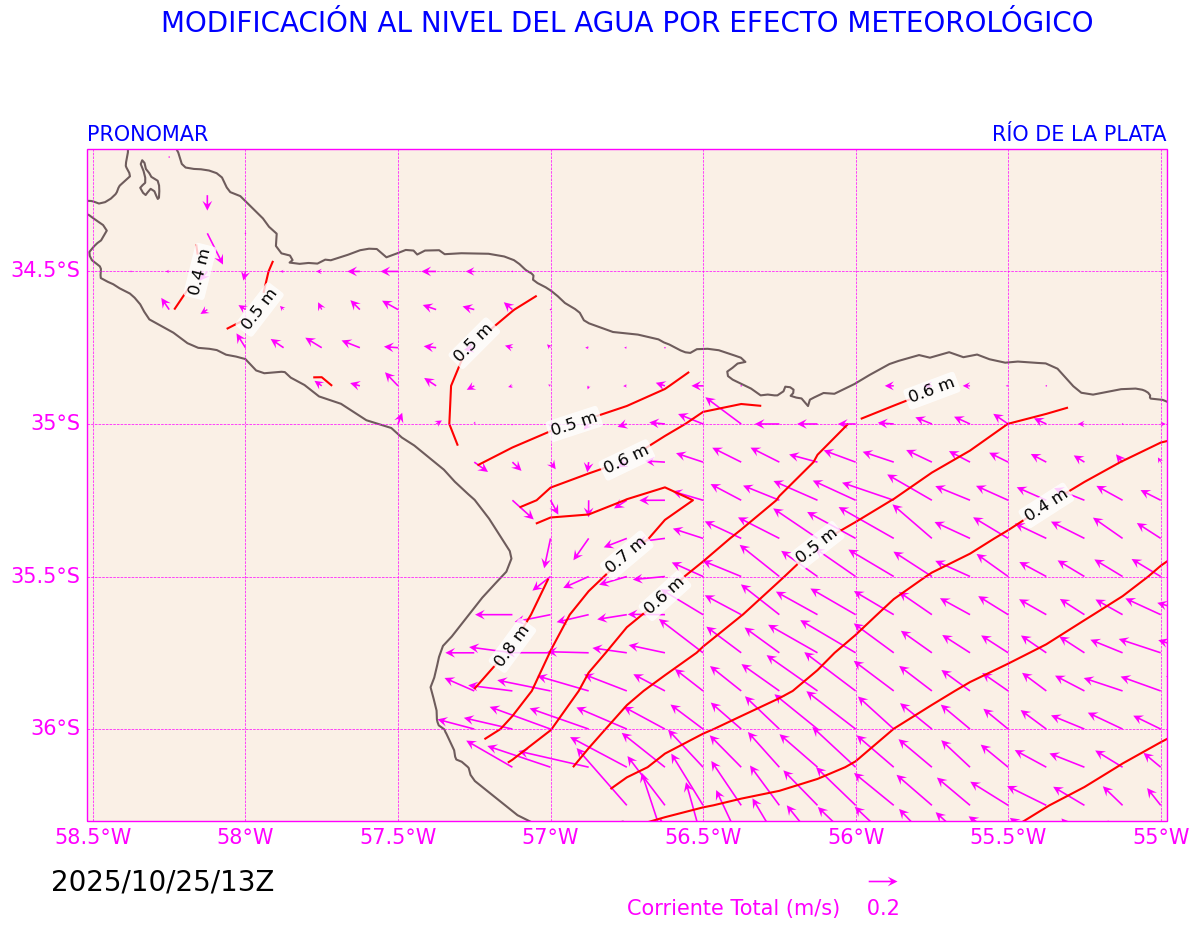 MODIFICACIÓN AL NIVEL DEL AGUA POR EFECTO METEOROLÓGICO
PRONOMAR
RÍO DE LA PLATA
0.6 m
0.4 m
0.5 m
0.5 m
0.5 m
0.6 m
0.4 m
0.7 m
0.5 m
0.6 m
0.8 m
34.5°S
35°S
35.5°S
36°S
58.5°W 58°W 57.5°W 57°W 56.5°W 56°W 55.5°W 55°W
2025/10/25/13Z
Corriente Total (m/s) 0.2